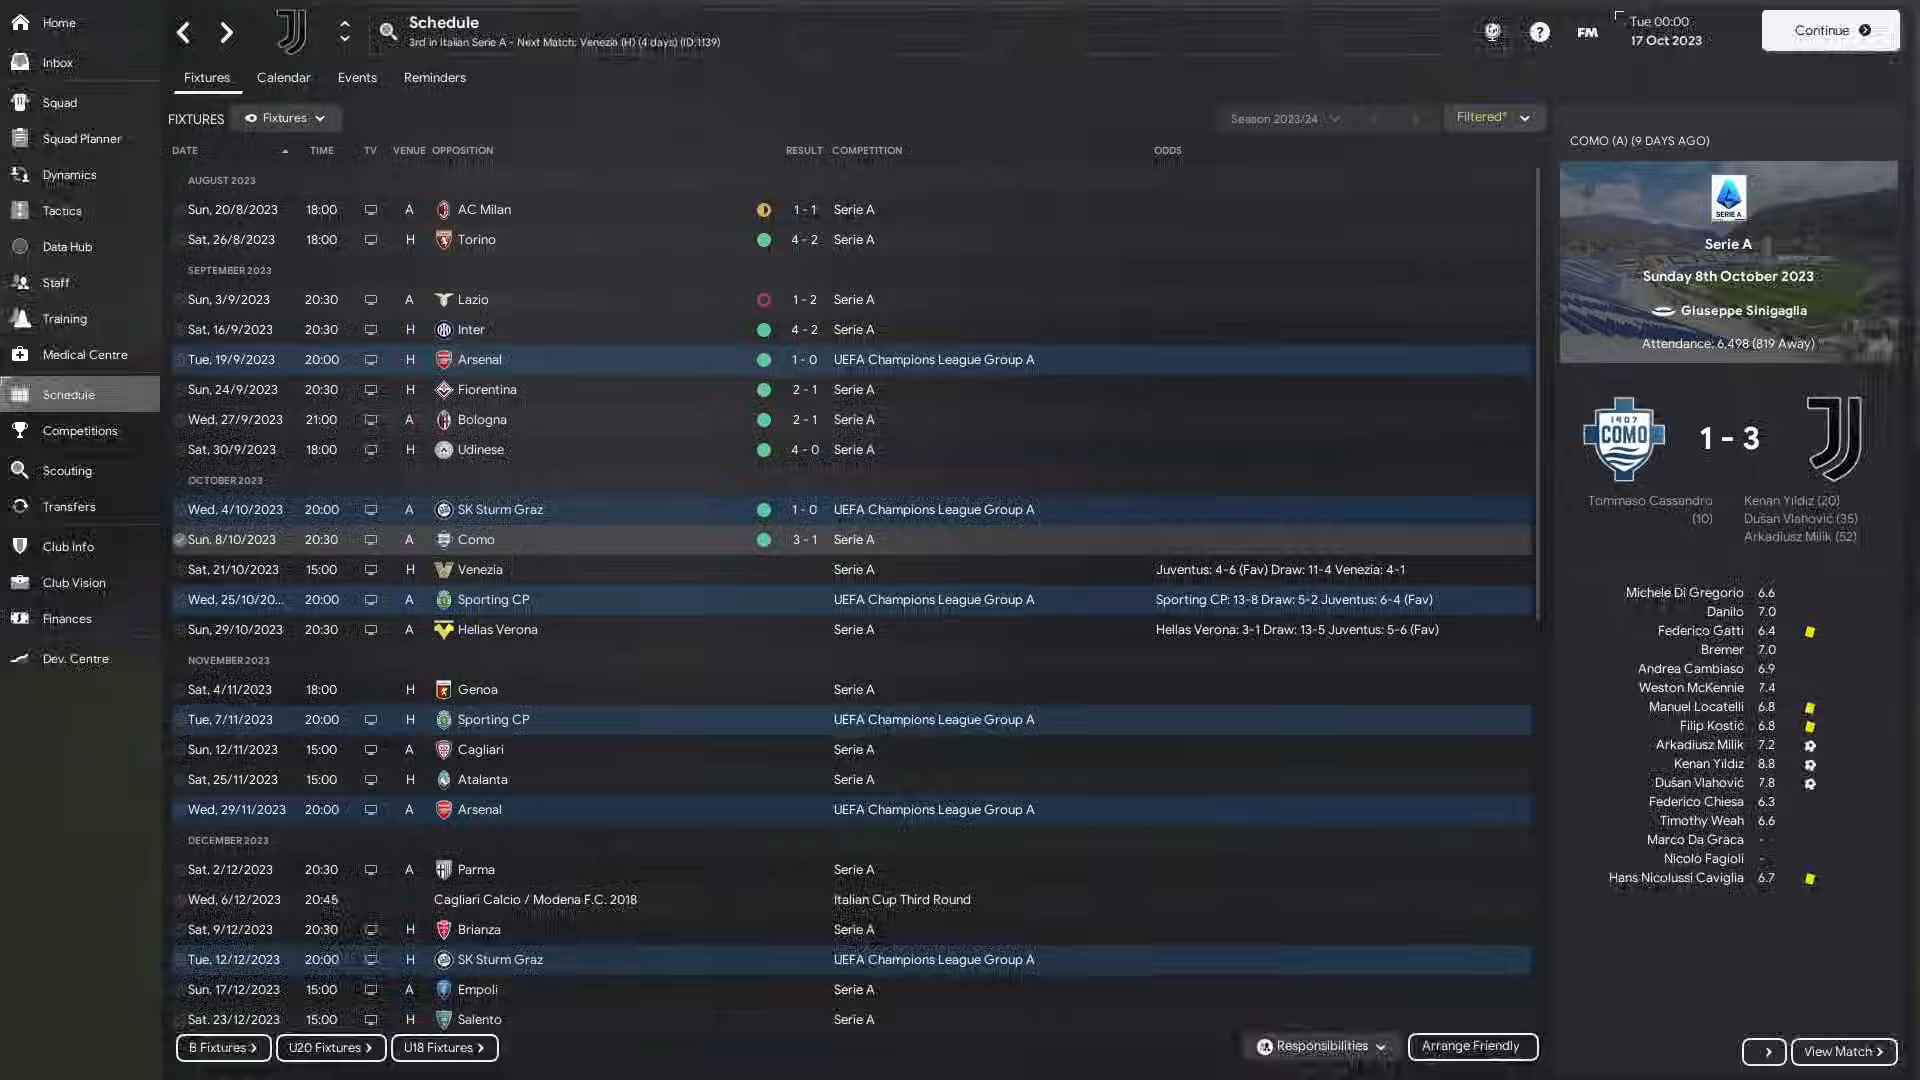 Home
Inbox
Squad
Squad Planner
Dynamics
Tactics
Data Hub
Staff
Training
Medical Centre
Schedule
Competitions
Scouting
Transfers
Club Info
Club Vision
Finances
Dev. Centre
Schedule
3rd in Italian Serie A - Next Match: Venezia (H) (4 days) (ID:1139)
FM
Tue 00:00
17 Oct 2023
Continue
Fixtures Calendar Events Reminders
FIXTURES Fixtures
Season 2023/24 Filtered*
DATE TIME TV VENUE OPPOSITION RESULT COMPETITION ODDS
AUGUST 2023
Sun, 20/8/2023 18:00 A AC Milan 1 - 1 Serie A
Sat, 26/8/2023 18:00 H Torino 4 - 2 Serie A
SEPTEMBER 2023
Sun, 3/9/2023 20:30 A Lazio 1 - 2 Serie A
Sat, 16/9/2023 20:30 H Inter 4 - 2 Serie A
Tue, 19/9/2023 20:00 H Arsenal 1 - 0 UEFA Champions League Group A
Sun, 24/9/2023 20:30 H Fiorentina 2 - 1 Serie A
Wed, 27/9/2023 21:00 A Bologna 2 - 1 Serie A
Sat, 30/9/2023 18:00 H Udinese 4 - 0 Serie A
OCTOBER 2023
Wed, 4/10/2023 20:00 A SK Sturm Graz 1 - 0 UEFA Champions League Group A
Sun, 8/10/2023 20:30 A Como 3 - 1 Serie A
Sat, 21/10/2023 15:00 H Venezia Serie A Juventus: 4-6 (Fav) Draw: 11-4 Venezia: 4-1
Wed, 25/10/20... 20:00 A Sporting CP UEFA Champions League Group A Sporting CP: 13-8 Draw: 5-2 Juventus: 6-4 (Fav)
Sun, 29/10/2023 20:30 A Hellas Verona Serie A Hellas Verona: 3-1 Draw: 13-5 Juventus: 5-6 (Fav)
NOVEMBER 2023
Sat, 4/11/2023 18:00 H Genoa Serie A
Tue, 7/11/2023 20:00 H Sporting CP UEFA Champions League Group A
Sun, 12/11/2023 15:00 A Cagliari Serie A
Sat, 25/11/2023 15:00 H Atalanta Serie A
Wed, 29/11/2023 20:00 A Arsenal UEFA Champions League Group A
DECEMBER 2023
Sat, 2/12/2023 20:30 A Parma Serie A
Wed, 6/12/2023 20:45 Cagliari Calcio / Modena F.C. 2018 Italian Cup Third Round
Sat, 9/12/2023 20:30 H Brianza Serie A
Tue, 12/12/2023 20:00 H SK Sturm Graz UEFA Champions League Group A
Sun, 17/12/2023 15:00 A Empoli Serie A
Sat, 23/12/2023 15:00 H Salento Serie A
B Fixtures > U20 Fixtures > U18 Fixtures >
Responsibilities Arrange Friendly
COMO (A) (9 DAYS AGO)
SERIE A
Serie A
Sunday 8th October 2023
Giuseppe Sinigaglia
Attendance: 6,498 (819 Away)
1907
COMO
1 - 3
Tommaso Cassandro (10)
Kenan Yıldız (20)
Dušan Vlahović (35)
Arkadiusz Milik (52)
Michele Di Gregorio 6.6
Danilo 7.0
Federico Gatti 6.4
Bremer 7.0
Andrea Cambiaso 6.9
Weston McKennie 7.4
Manuel Locatelli 6.8
Filip Kostić 6.8
Arkadiusz Milik 7.2
Kenan Yıldız 8.8
Dušan Vlahović 7.8
Federico Chiesa 6.3
Timothy Weah 6.6
Marco Da Graca -
Nicolo Fagioli -
Hans Nicolussi Caviglia 6.7
> View Match >